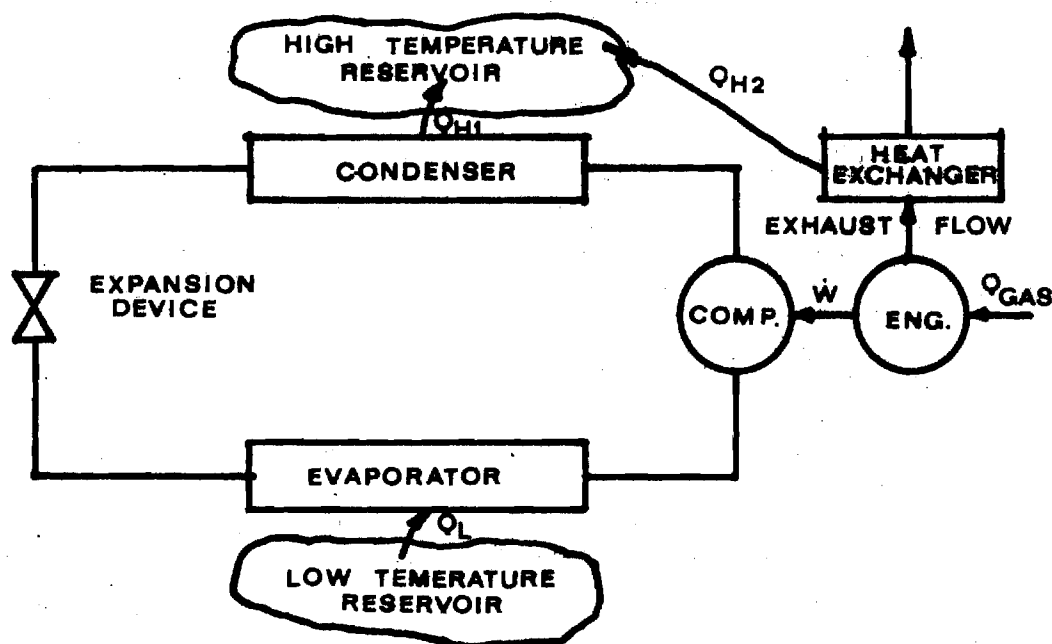 HIGH TEMPERATURE
RESERVOIR
QH1
QH2
CONDENSER
HEAT
EXCHANGER
EXHAUST FLOW
EXPANSION
DEVICE
COMP.
Ẇ
ENG.
QGAS
EVAPORATOR
QL
LOW TEMERATURE
RESERVOIR